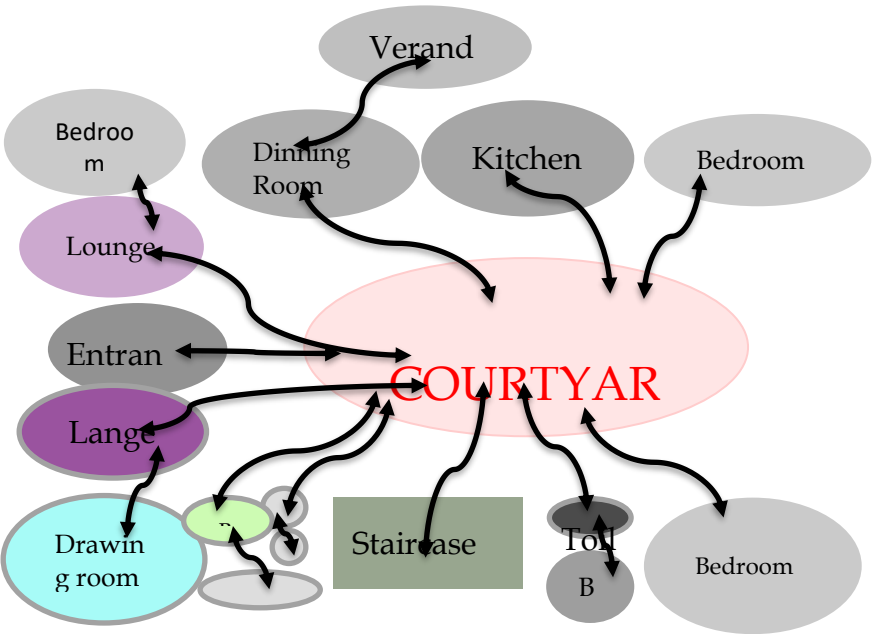 Verand
Bedroo
m
Dinning
Room
Kitchen
Bedroom
Lounge
Entran
COURTYAR
Lange
Drawin
g room
Staircase
Toil
B
Bedroom